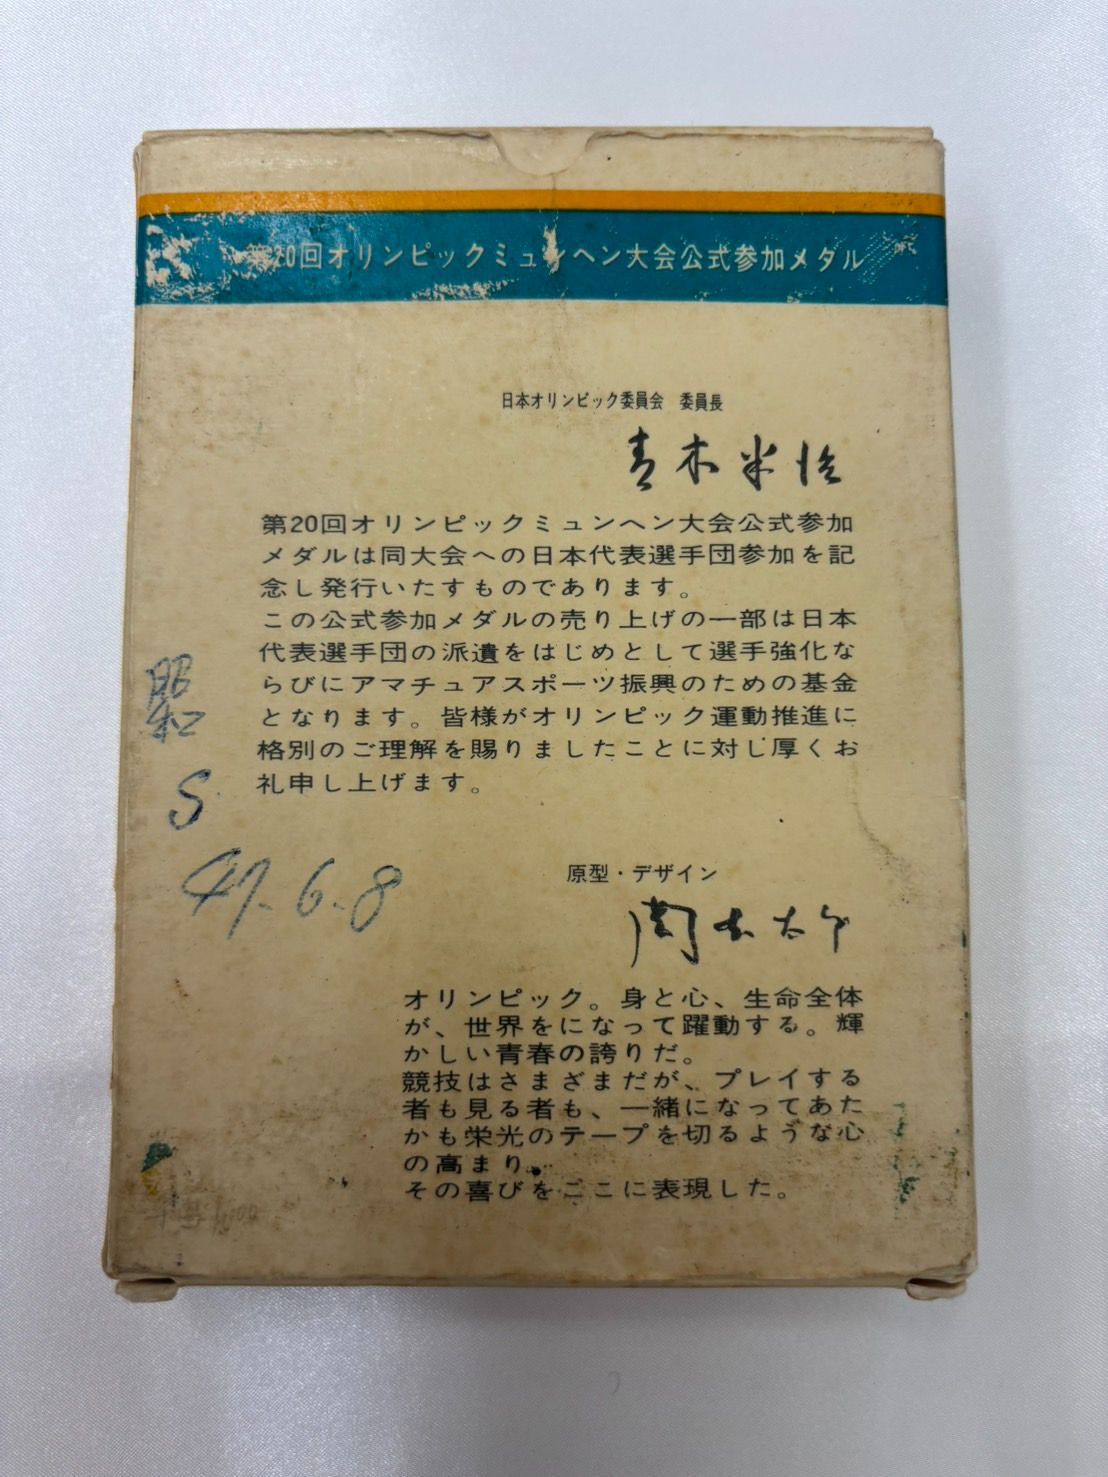 第20回オリンピックミュンヘン大会公式参加メダル
日本オリンピック委員会 委員長
青木半治
第20回オリンピックミュンヘン大会公式参加
メダルは同大会への日本代表選手団参加を記
念し発行いたすものであります。
この公式参加メダルの売り上げの一部は日本
代表選手団の派遣をはじめとして選手強化な
らびにアマチュアスポーツ振興のための基金
となります。皆様がオリンピック運動推進に
格別のご理解を賜りましたことに対し厚くお
礼申し上げます。
昭和
S
47.6.8
原型・デザイン
岡本太郎
オリンピック。身と心、生命全体
が、世界をになって躍動する。輝
かしい青春の誇りだ。
競技はさまざまだが、プレイする
者も見る者も、一緒になってあた
かも栄光のテープを切るような心
の高まり。
その喜びをここに表現した。